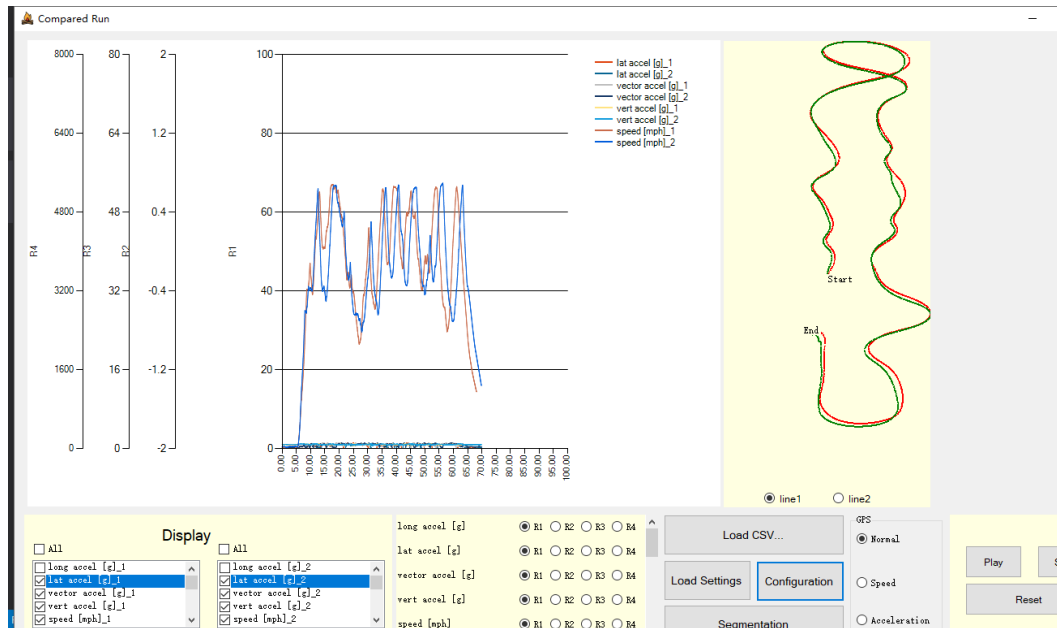 Compared Run
8000 80 2 100
6400 64 1.2 80
4800 48 0.4 60
R4 R3 R2 R1
3200 32 -0.4 40
1600 16 -1.2 20
0 0 -2 0
0.00 5.00 10.00 15.00 20.00 25.00 30.00 35.00 40.00 45.00 50.00 55.00 60.00 65.00 70.00 75.00 80.00 85.00 90.00 95.00 100.00
lat accel [g]_1
lat accel [g]_2
vector accel [g]_1
vector accel [g]_2
vert accel [g]_1
vert accel [g]_2
speed [mph]_1
speed [mph]_2
Start
End
line1 line2
Display
All All
long accel [g]_1 long accel [g]_2
lat accel [g]_1 lat accel [g]_2
vector accel [g]_1 vector accel [g]_2
vert accel [g]_1 vert accel [g]_2
speed [mph]_1 speed [mph]_2
long accel [g] R1 R2 R3 R4
lat accel [g] R1 R2 R3 R4
vector accel [g] R1 R2 R3 R4
vert accel [g] R1 R2 R3 R4
speed [mph] R1 R2 R3 R4
Load CSV...
Load Settings Configuration
Segmentation
GPS
Normal
Speed
Acceleration
Play
Reset